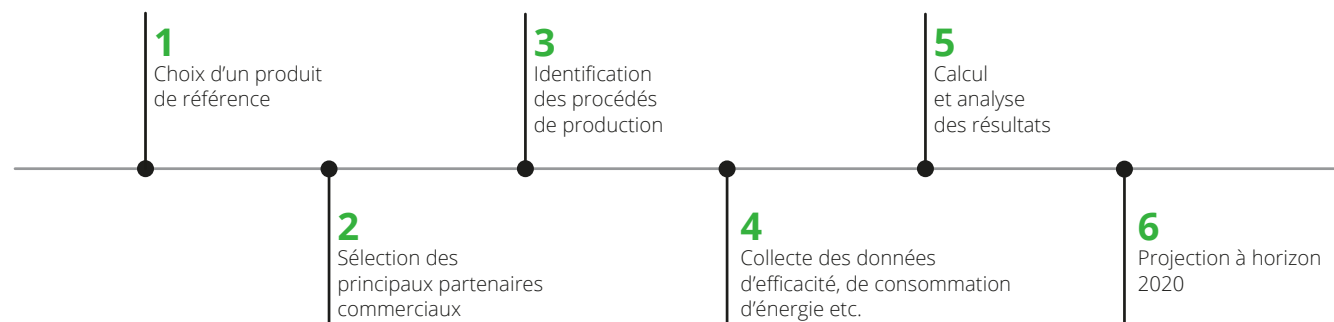 1
Choix d’un produit
de référence
2
Sélection des
principaux partenaires
commerciaux
3
Identification
des procédés
de production
4
Collecte des données
d’efficacité, de consommation
d’énergie etc.
5
Calcul
et analyse
des résultats
6
Projection à horizon
2020